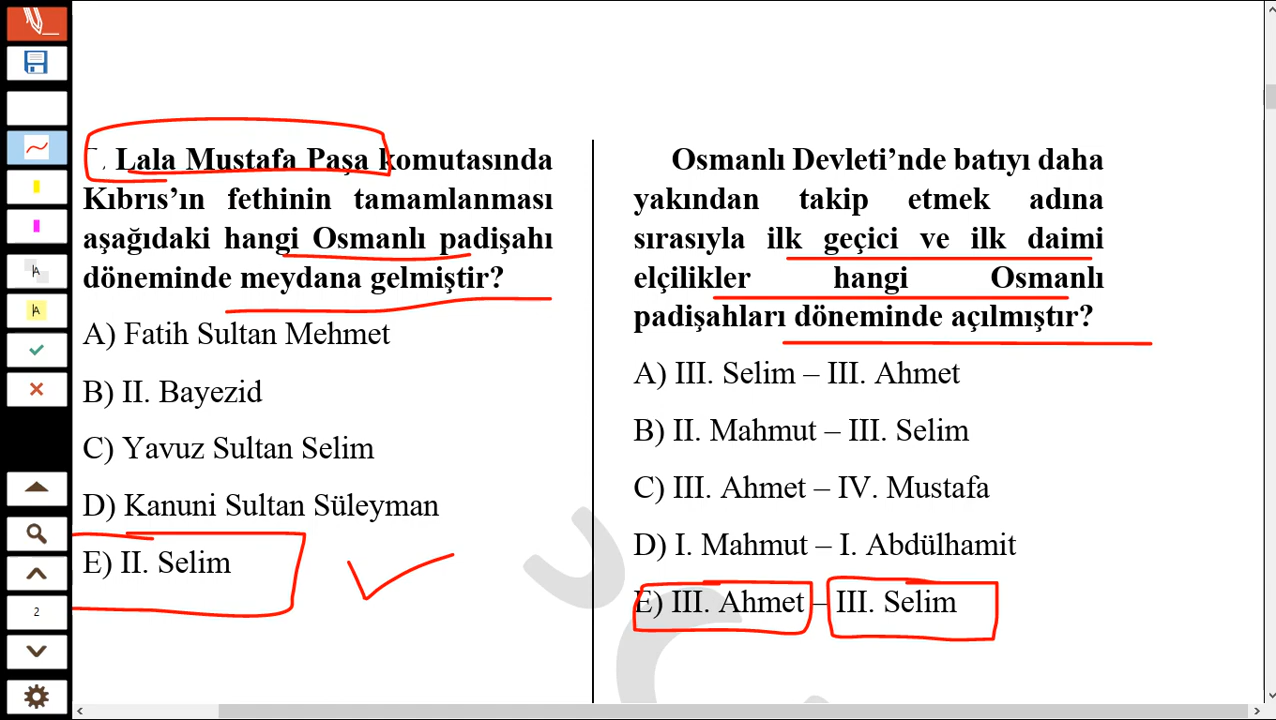 Lala Mustafa Paşa komutasında
Kıbrıs’ın fethinin tamamlanması
aşağıdaki hangi Osmanlı padişahı
döneminde meydana gelmiştir?
A) Fatih Sultan Mehmet
B) II. Bayezid
C) Yavuz Sultan Selim
D) Kanuni Sultan Süleyman
E) II. Selim
Osmanlı Devleti’nde batıyı daha
yakından takip etmek adına
sırasıyla ilk geçici ve ilk daimi
elçilikler hangi Osmanlı
padişahları döneminde açılmıştır?
A) III. Selim – III. Ahmet
B) II. Mahmut – III. Selim
C) III. Ahmet – IV. Mustafa
D) I. Mahmut – I. Abdülhamit
E) III. Ahmet – III. Selim
A
A
2